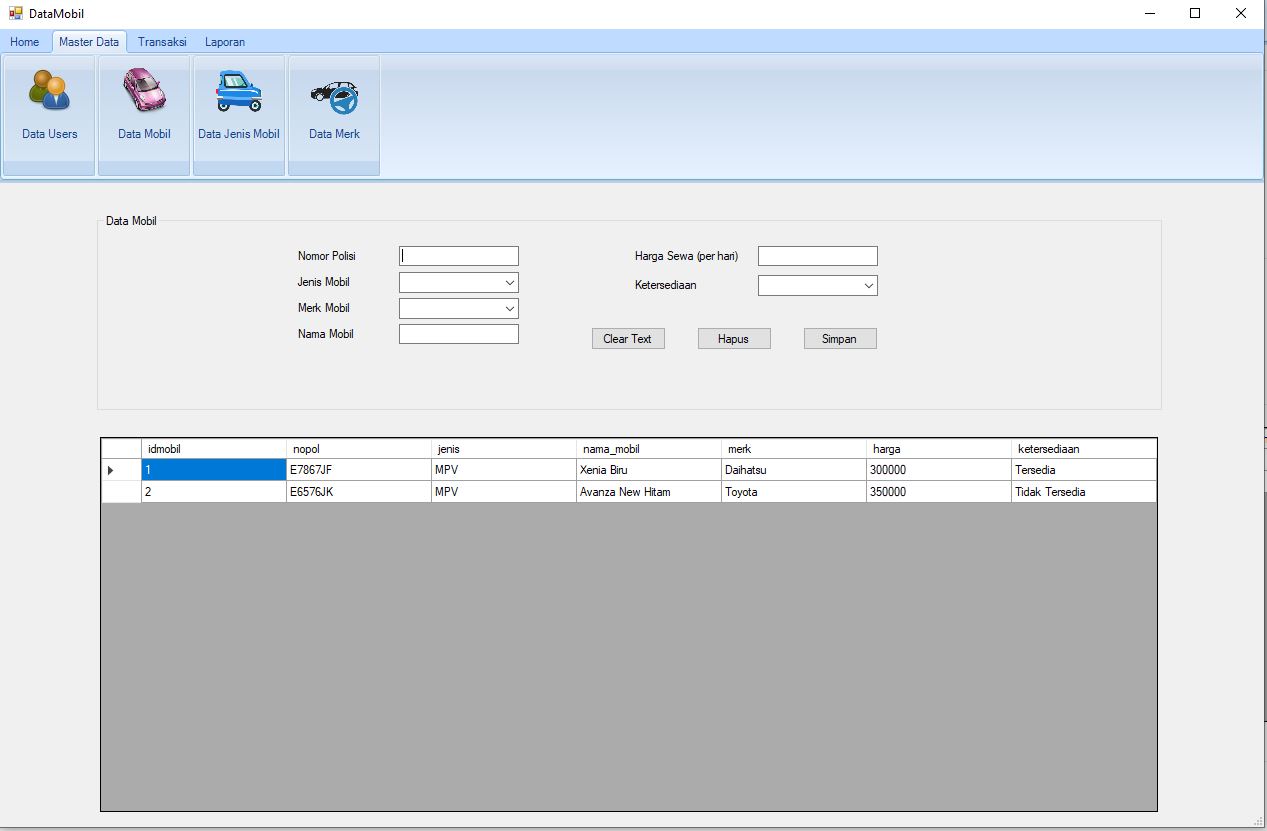 DataMobil
Home Master Data Transaksi Laporan
Data Users Data Mobil Data Jenis Mobil Data Merk
Data Mobil
Nomor Polisi Harga Sewa (per hari)
Jenis Mobil Ketersediaan
Merk Mobil
Nama Mobil Clear Text Hapus Simpan
idmobil nopol jenis nama_mobil merk harga ketersediaan
1 E7867JF MPV Xenia Biru Daihatsu 300000 Tersedia
2 E6576JK MPV Avanza New Hitam Toyota 350000 Tidak Tersedia